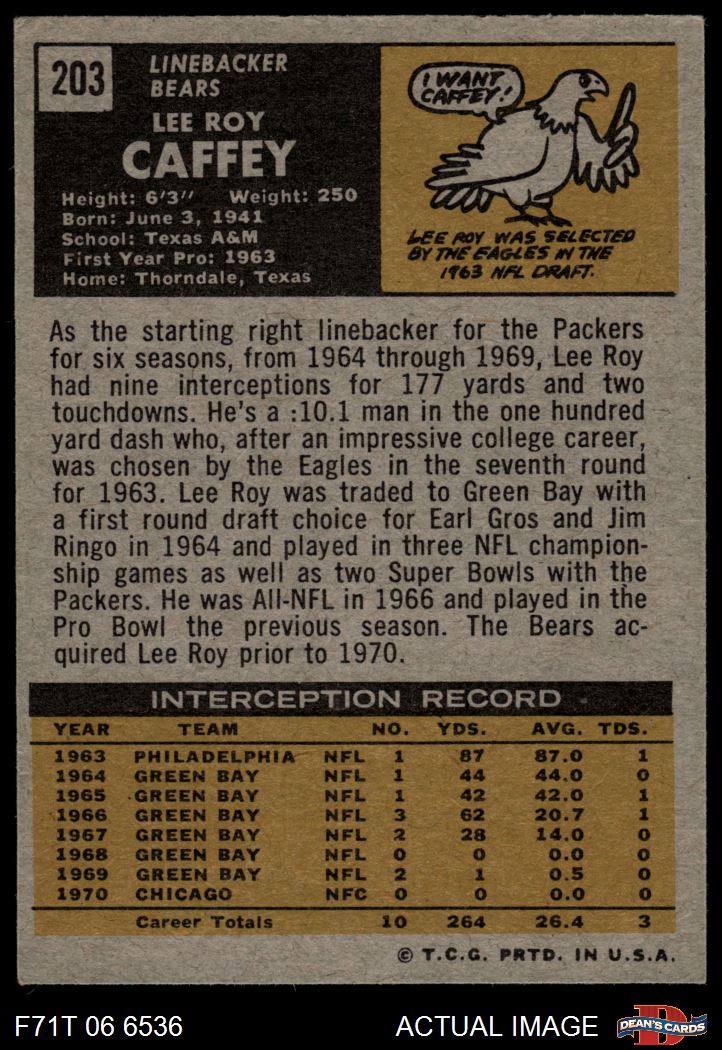 203
LINEBACKER
BEARS
LEE ROY
CAFFEY
Height: 6'3" Weight: 250
Born: June 3, 1941
School: Texas A&M
First Year Pro: 1963
Home: Thorndale, Texas
I WANT
CAFFEY!
LEE ROY WAS SELECTED
BY THE EAGLES IN THE
1963 NFL DRAFT.
As the starting right linebacker for the Packers
for six seasons, from 1964 through 1969, Lee Roy
had nine interceptions for 177 yards and two
touchdowns. He's a :10.1 man in the one hundred
yard dash who, after an impressive college career,
was chosen by the Eagles in the seventh round
for 1963. Lee Roy was traded to Green Bay with
a first round draft choice for Earl Gros and Jim
Ringo in 1964 and played in three NFL champion-
ship games as well as two Super Bowls with the
Packers. He was All-NFL in 1966 and played in the
Pro Bowl the previous season. The Bears ac-
quired Lee Roy prior to 1970.
INTERCEPTION RECORD
YEAR TEAM NO. YDS. AVG. TDS.
1963 PHILADELPHIA NFL 1 87 87.0 1
1964 GREEN BAY NFL 1 44 44.0 0
1965 GREEN BAY NFL 1 42 42.0 1
1966 GREEN BAY NFL 3 62 20.7 1
1967 GREEN BAY NFL 2 28 14.0 0
1968 GREEN BAY NFL 0 0 0.0 0
1969 GREEN BAY NFL 2 1 0.5 0
1970 CHICAGO NFC 0 0 0.0 0
Career Totals 10 264 26.4 3
© T.C.G. PRTD. IN U.S.A.
F71T 06 6536 ACTUAL IMAGE D DEAN'S CARDS